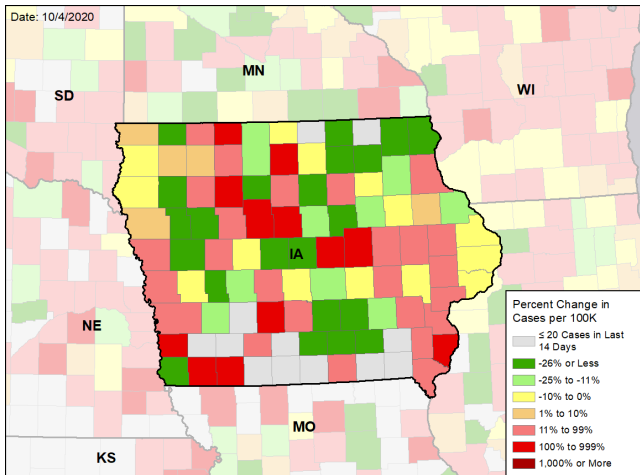 Date: 10/4/2020
MN
SD
WI
IA
NE
MO
KS
Percent Change in
Cases per 100K
≤ 20 Cases in Last
14 Days
-26% or Less
-25% to -11%
-10% to 0%
1% to 10%
11% to 99%
100% to 999%
1,000% or More